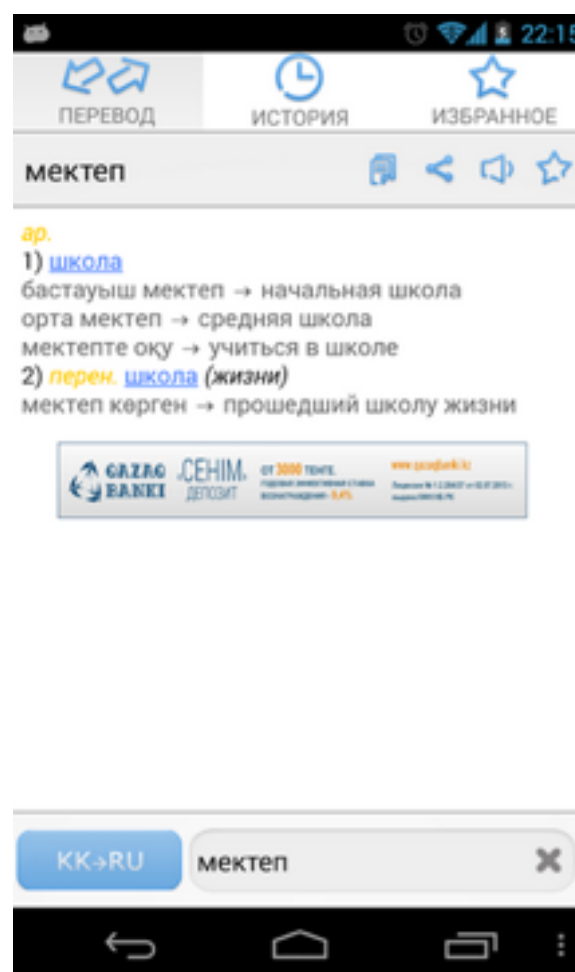 22:15
ПЕРЕВОД
ИСТОРИЯ
ИЗБРАННОЕ
мектеп
ар.
1) школа
бастауыш мектеп → начальная школа
орта мектеп → средняя школа
мектепте оқу → учиться в школе
2) перен. школа (жизни)
мектеп көрген → прошедший школу жизни
QAZAQ BANKI
СЕНІМ ДЕПОЗИТ
от 3000 тенге.
www.qazaqbanki.kz
KK→RU
мектеп